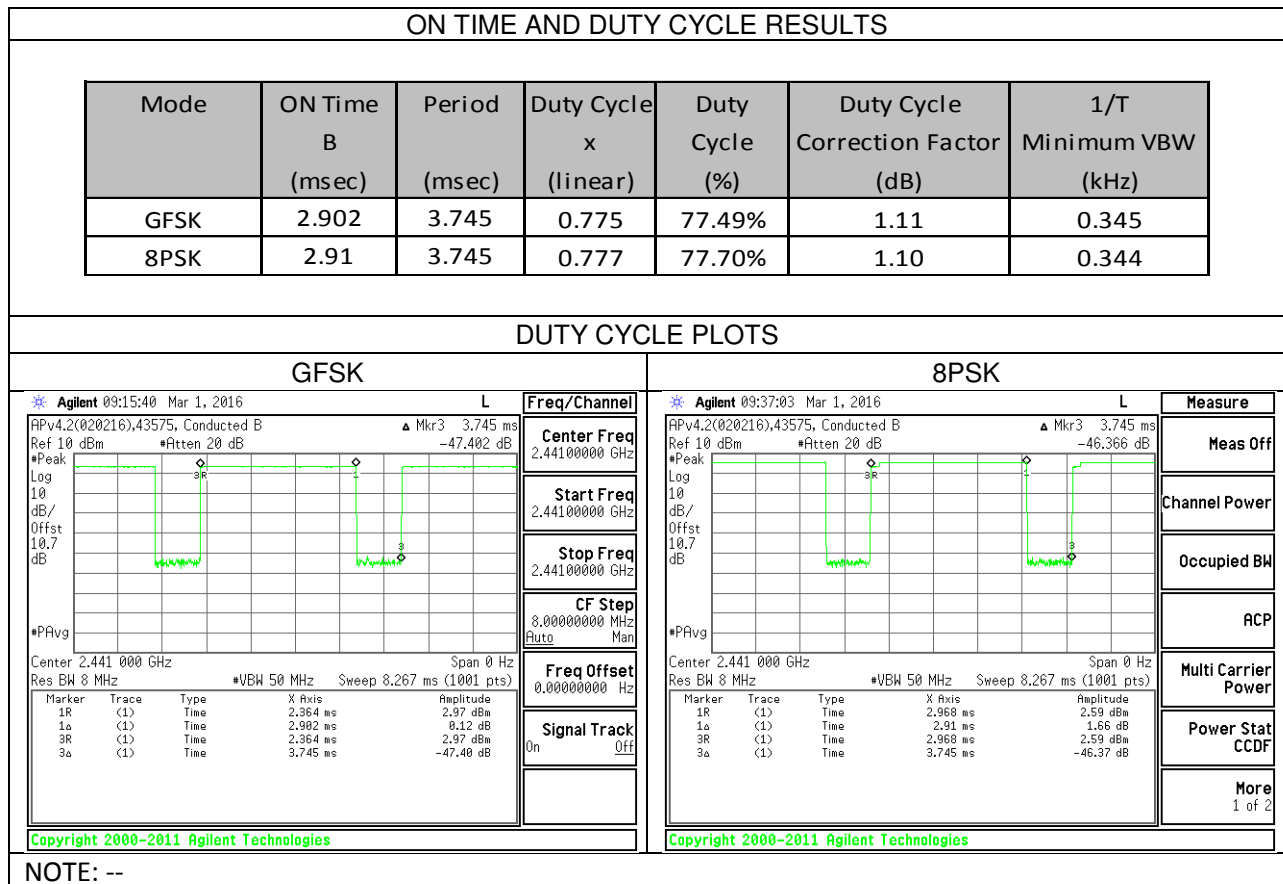 ON TIME AND DUTY CYCLE RESULTS
Mode ON Time Period Duty Cycle Duty Duty Cycle 1/T
B x Cycle Correction Factor Minimum VBW
(msec) (msec) (linear) (%) (dB) (kHz)
GFSK 2.902 3.745 0.775 77.49% 1.11 0.345
8PSK 2.91 3.745 0.777 77.70% 1.10 0.344
DUTY CYCLE PLOTS
GFSK
Agilent 09:15:40 Mar 1, 2016 L
APv4.2(020216),43575, Conducted B ▵ Mkr3 3.745 ms
Ref 10 dBm #Atten 20 dB -47.402 dB
#Peak
Log
10
dB/
Offst
10.7
dB
3R
1
3
#PAvg
Center 2.441 000 GHz Span 0 Hz
Res BW 8 MHz #VBW 50 MHz Sweep 8.267 ms (1001 pts)
Marker Trace Type X Axis Amplitude
1R (1) Time 2.364 ms 2.97 dBm
1▵ (1) Time 2.902 ms 0.12 dB
3R (1) Time 2.364 ms 2.97 dBm
3▵ (1) Time 3.745 ms -47.40 dB
Copyright 2000-2011 Agilent Technologies
Freq/Channel
Center Freq
2.44100000 GHz
Start Freq
2.44100000 GHz
Stop Freq
2.44100000 GHz
CF Step
8.00000000 MHz
Auto Man
Freq Offset
0.00000000 Hz
Signal Track
On Off
8PSK
Agilent 09:37:03 Mar 1, 2016 L
APv4.2(020216),43575, Conducted B ▵ Mkr3 3.745 ms
Ref 10 dBm #Atten 20 dB -46.366 dB
#Peak
Log
10
dB/
Offst
10.7
dB
3R
1
3
#PAvg
Center 2.441 000 GHz Span 0 Hz
Res BW 8 MHz #VBW 50 MHz Sweep 8.267 ms (1001 pts)
Marker Trace Type X Axis Amplitude
1R (1) Time 2.968 ms 2.59 dBm
1▵ (1) Time 2.91 ms 1.66 dB
3R (1) Time 2.968 ms 2.59 dBm
3▵ (1) Time 3.745 ms -46.37 dB
Copyright 2000-2011 Agilent Technologies
Measure
Meas Off
Channel Power
Occupied BW
ACP
Multi Carrier
Power
Power Stat
CCDF
More
1 of 2
NOTE: --